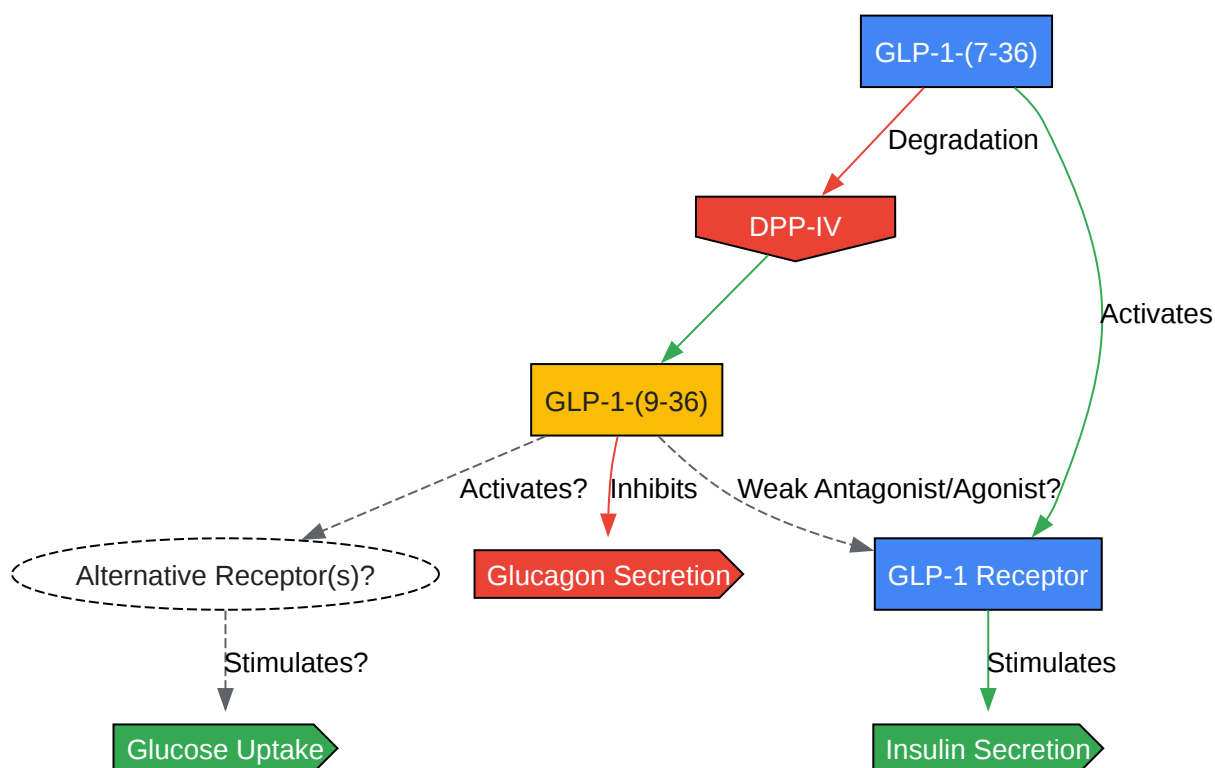 GLP-1-(7-36)
Degradation
DPP-IV
Activates
GLP-1-(9-36)
Activates?
Inhibits
Weak Antagonist/Agonist?
Alternative Receptor(s)?
Glucagon Secretion
GLP-1 Receptor
Stimulates?
Stimulates
Glucose Uptake
Insulin Secretion